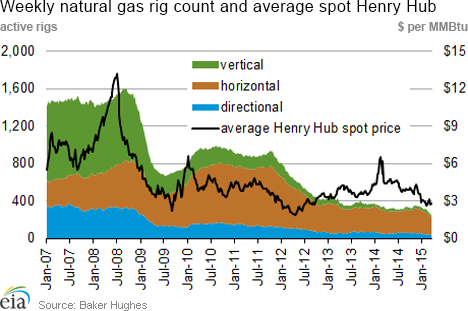 Weekly natural gas rig count and average spot Henry Hub
active rigs $ per MMBtu
2,000 $15
1,600 $12
1,200 $9
800 $6
400 $3
0 $0
vertical
horizontal
directional
average Henry Hub spot price
Jan-07 Jul-07 Jan-08 Jul-08 Jan-09 Jul-09 Jan-10 Jul-10 Jan-11 Jul-11 Jan-12 Jul-12 Jan-13 Jul-13 Jan-14 Jul-14 Jan-15
eia Source: Baker Hughes